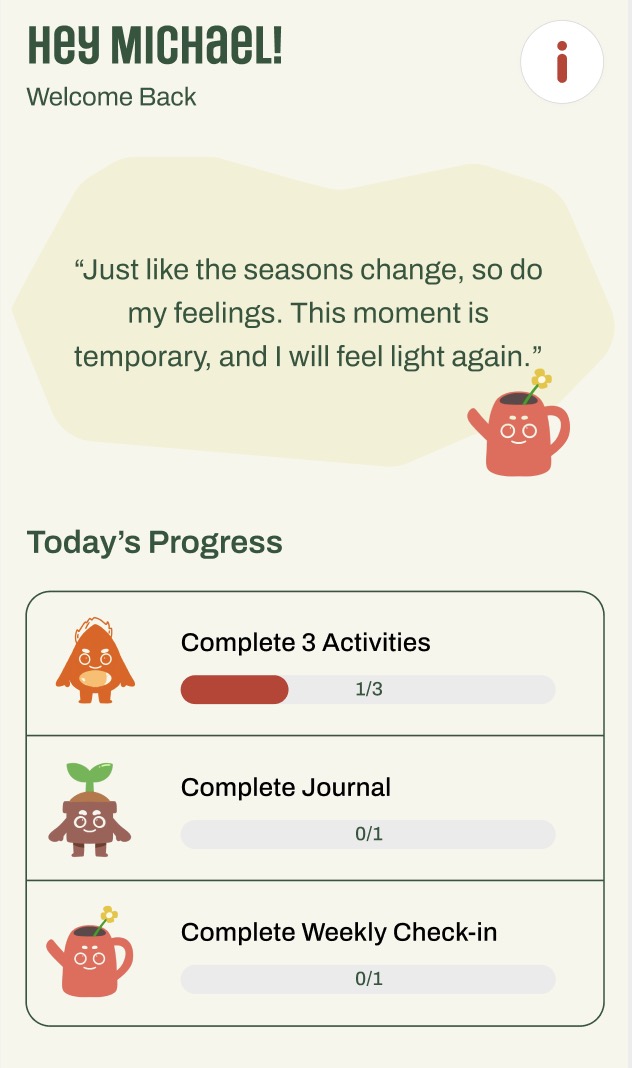 Hey Michael!
Welcome Back
“Just like the seasons change, so do
my feelings. This moment is
temporary, and I will feel light again.”
Today’s Progress
Complete 3 Activities
1/3
Complete Journal
0/1
Complete Weekly Check-in
0/1